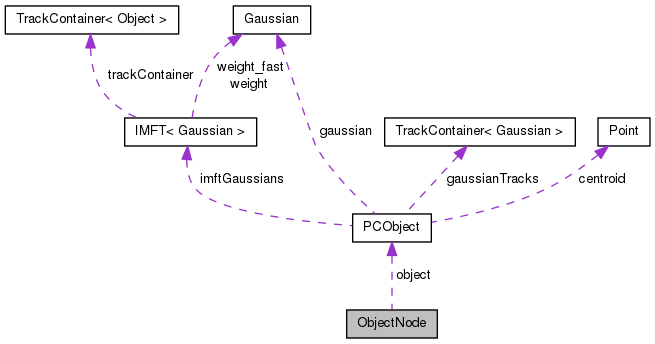 TrackContainer< Object >
Gaussian
trackContainer
weight_fast
weight
IMFT< Gaussian >
gaussian
TrackContainer< Gaussian >
Point
imftGaussians
gaussianTracks
centroid
PCObject
object
ObjectNode